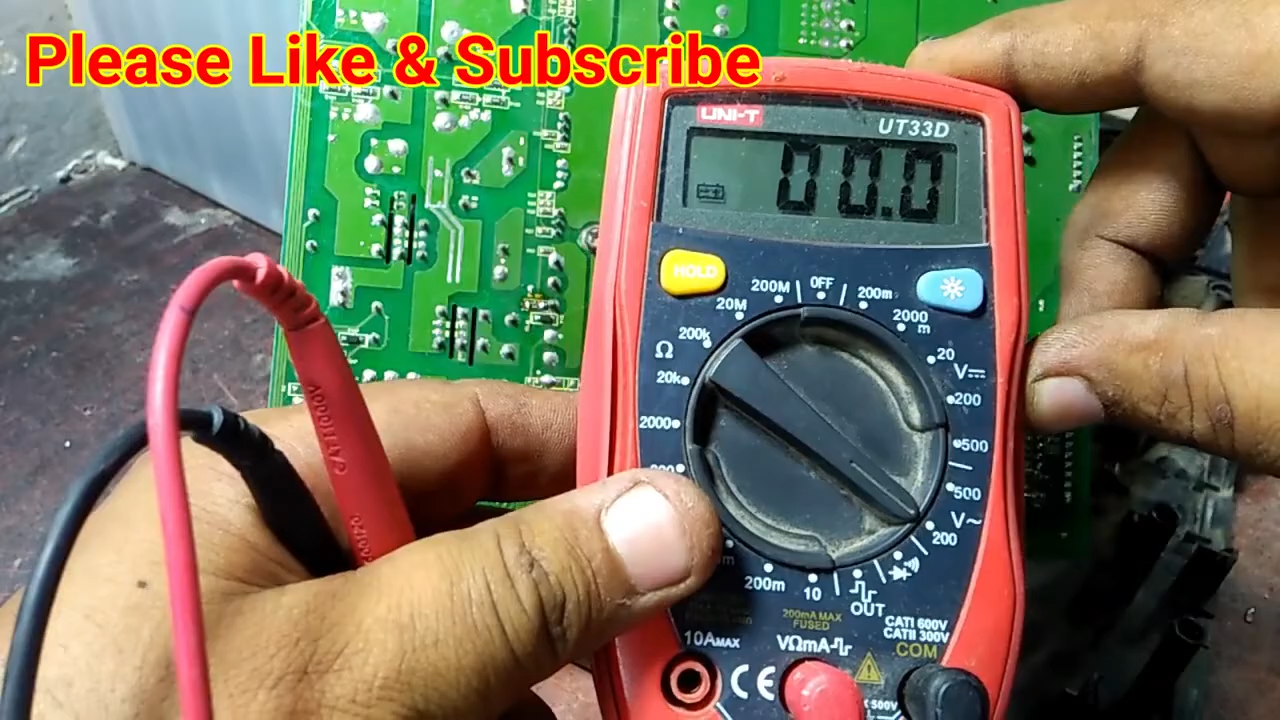 Please Like & Subscribe
UNI-T
UT33D
00.0
HOLD
200M
OFF
200m
20M
2000
m
200k
20
Ω
V⎓
20k
200
2000
500
500
V~
200
200m
10
OUT
200mA MAX
FUSED
CATI 600V
CATII 300V
10AMAX
VΩmA
COM
CE
500V